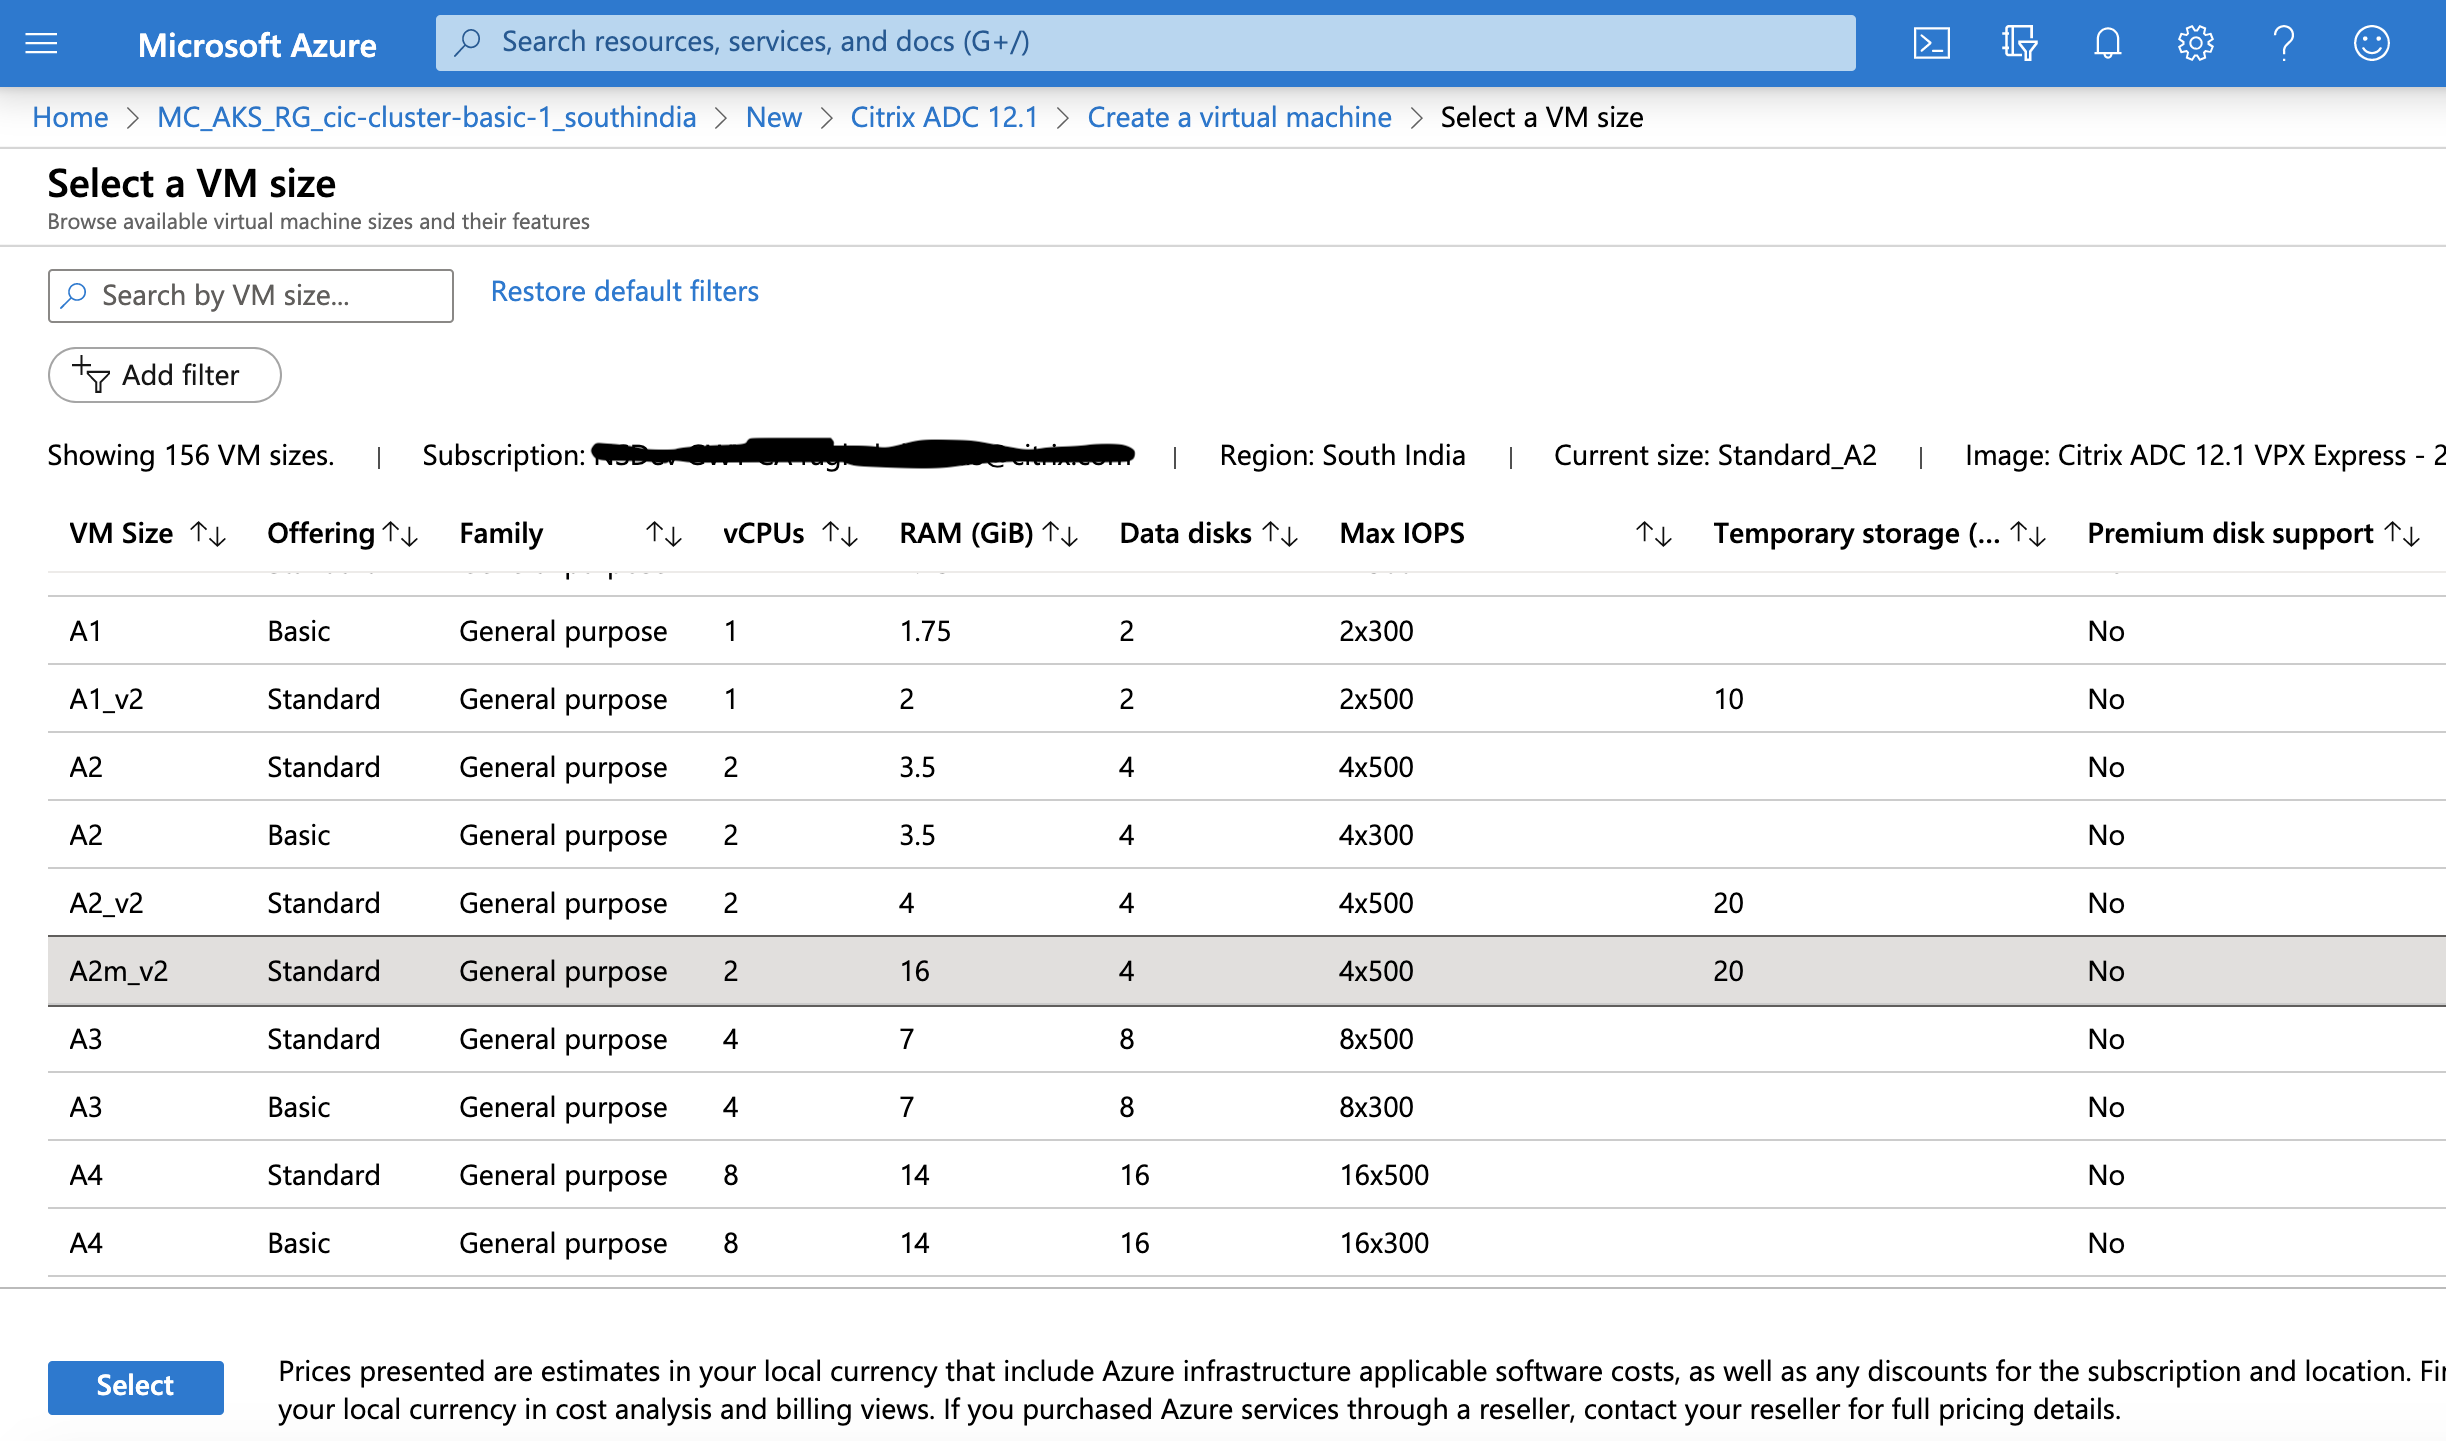 Microsoft Azure
Search resources, services, and docs (G+/)
Home > MC_AKS_RG_cic-cluster-basic-1_southindia > New > Citrix ADC 12.1 > Create a virtual machine > Select a VM size
Select a VM size
Browse available virtual machine sizes and their features
Search by VM size...
Restore default filters
Add filter
Showing 156 VM sizes. | Subscription: | Region: South India | Current size: Standard_A2 | Image: Citrix ADC 12.1 VPX Express - 2
VM Size Offering Family vCPUs RAM (GiB) Data disks Max IOPS Temporary storage (... Premium disk support
A1 Basic General purpose 1 1.75 2 2x300 No
A1_v2 Standard General purpose 1 2 2 2x500 10 No
A2 Standard General purpose 2 3.5 4 4x500 No
A2 Basic General purpose 2 3.5 4 4x300 No
A2_v2 Standard General purpose 2 4 4 4x500 20 No
A2m_v2 Standard General purpose 2 16 4 4x500 20 No
A3 Standard General purpose 4 7 8 8x500 No
A3 Basic General purpose 4 7 8 8x300 No
A4 Standard General purpose 8 14 16 16x500 No
A4 Basic General purpose 8 14 16 16x300 No
Select
Prices presented are estimates in your local currency that include Azure infrastructure applicable software costs, as well as any discounts for the subscription and location.
your local currency in cost analysis and billing views. If you purchased Azure services through a reseller, contact your reseller for full pricing details.